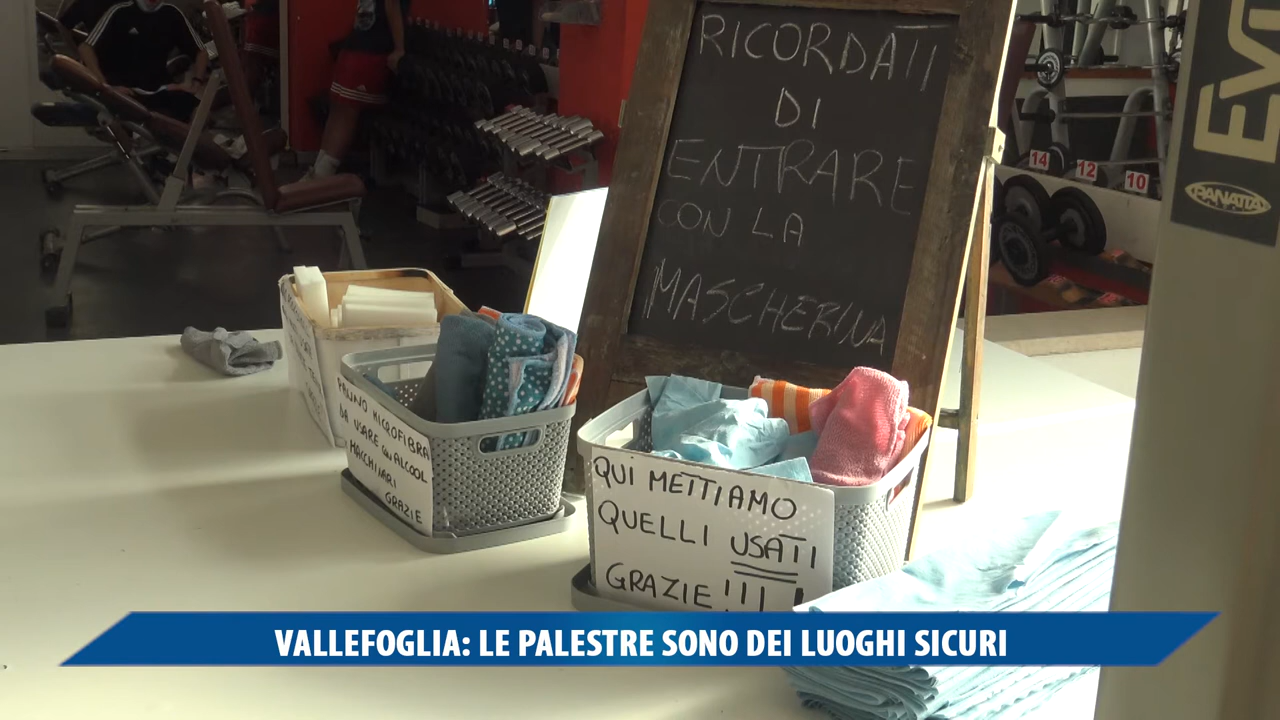 RICORDATI
DI
ENTRARE
CON LA
MASCHERINA
14
12
10
PANATTA
PANNO MICROFIBRA
DA USARE CON ALCOOL
MACCHINARI
GRAZIE
QUI METTIAMO
QUELLI USATI
GRAZIE!!!!
VALLEFOGLIA: LE PALESTRE SONO DEI LUOGHI SICURI